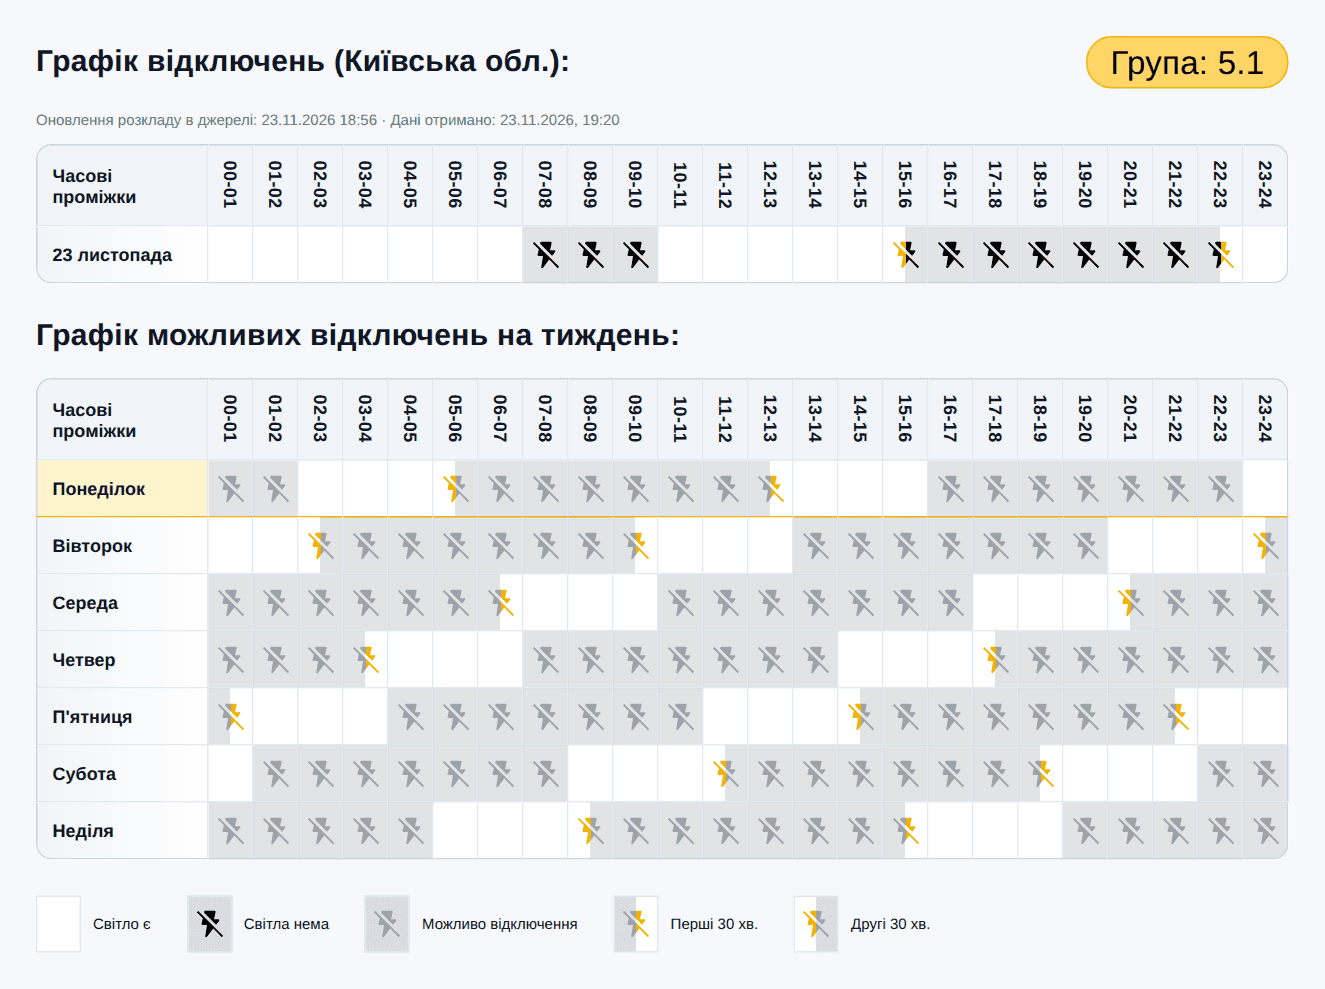 Графік відключень (Київська обл.):
Група: 5.1
Оновлення розкладу в джерелі: 23.11.2026 18:56 · Дані отримано: 23.11.2026, 19:20
Часові проміжки 00-01 01-02 02-03 03-04 04-05 05-06 06-07 07-08 08-09 09-10 10-11 11-12 12-13 13-14 14-15 15-16 16-17 17-18 18-19 19-20 20-21 21-22 22-23 23-24
23 листопада
Графік можливих відключень на тиждень:
Часові проміжки 00-01 01-02 02-03 03-04 04-05 05-06 06-07 07-08 08-09 09-10 10-11 11-12 12-13 13-14 14-15 15-16 16-17 17-18 18-19 19-20 20-21 21-22 22-23 23-24
Понеділок
Вівторок
Середа
Четвер
П'ятниця
Субота
Неділя
Світло є Світла нема Можливо відключення Перші 30 хв. Другі 30 хв.